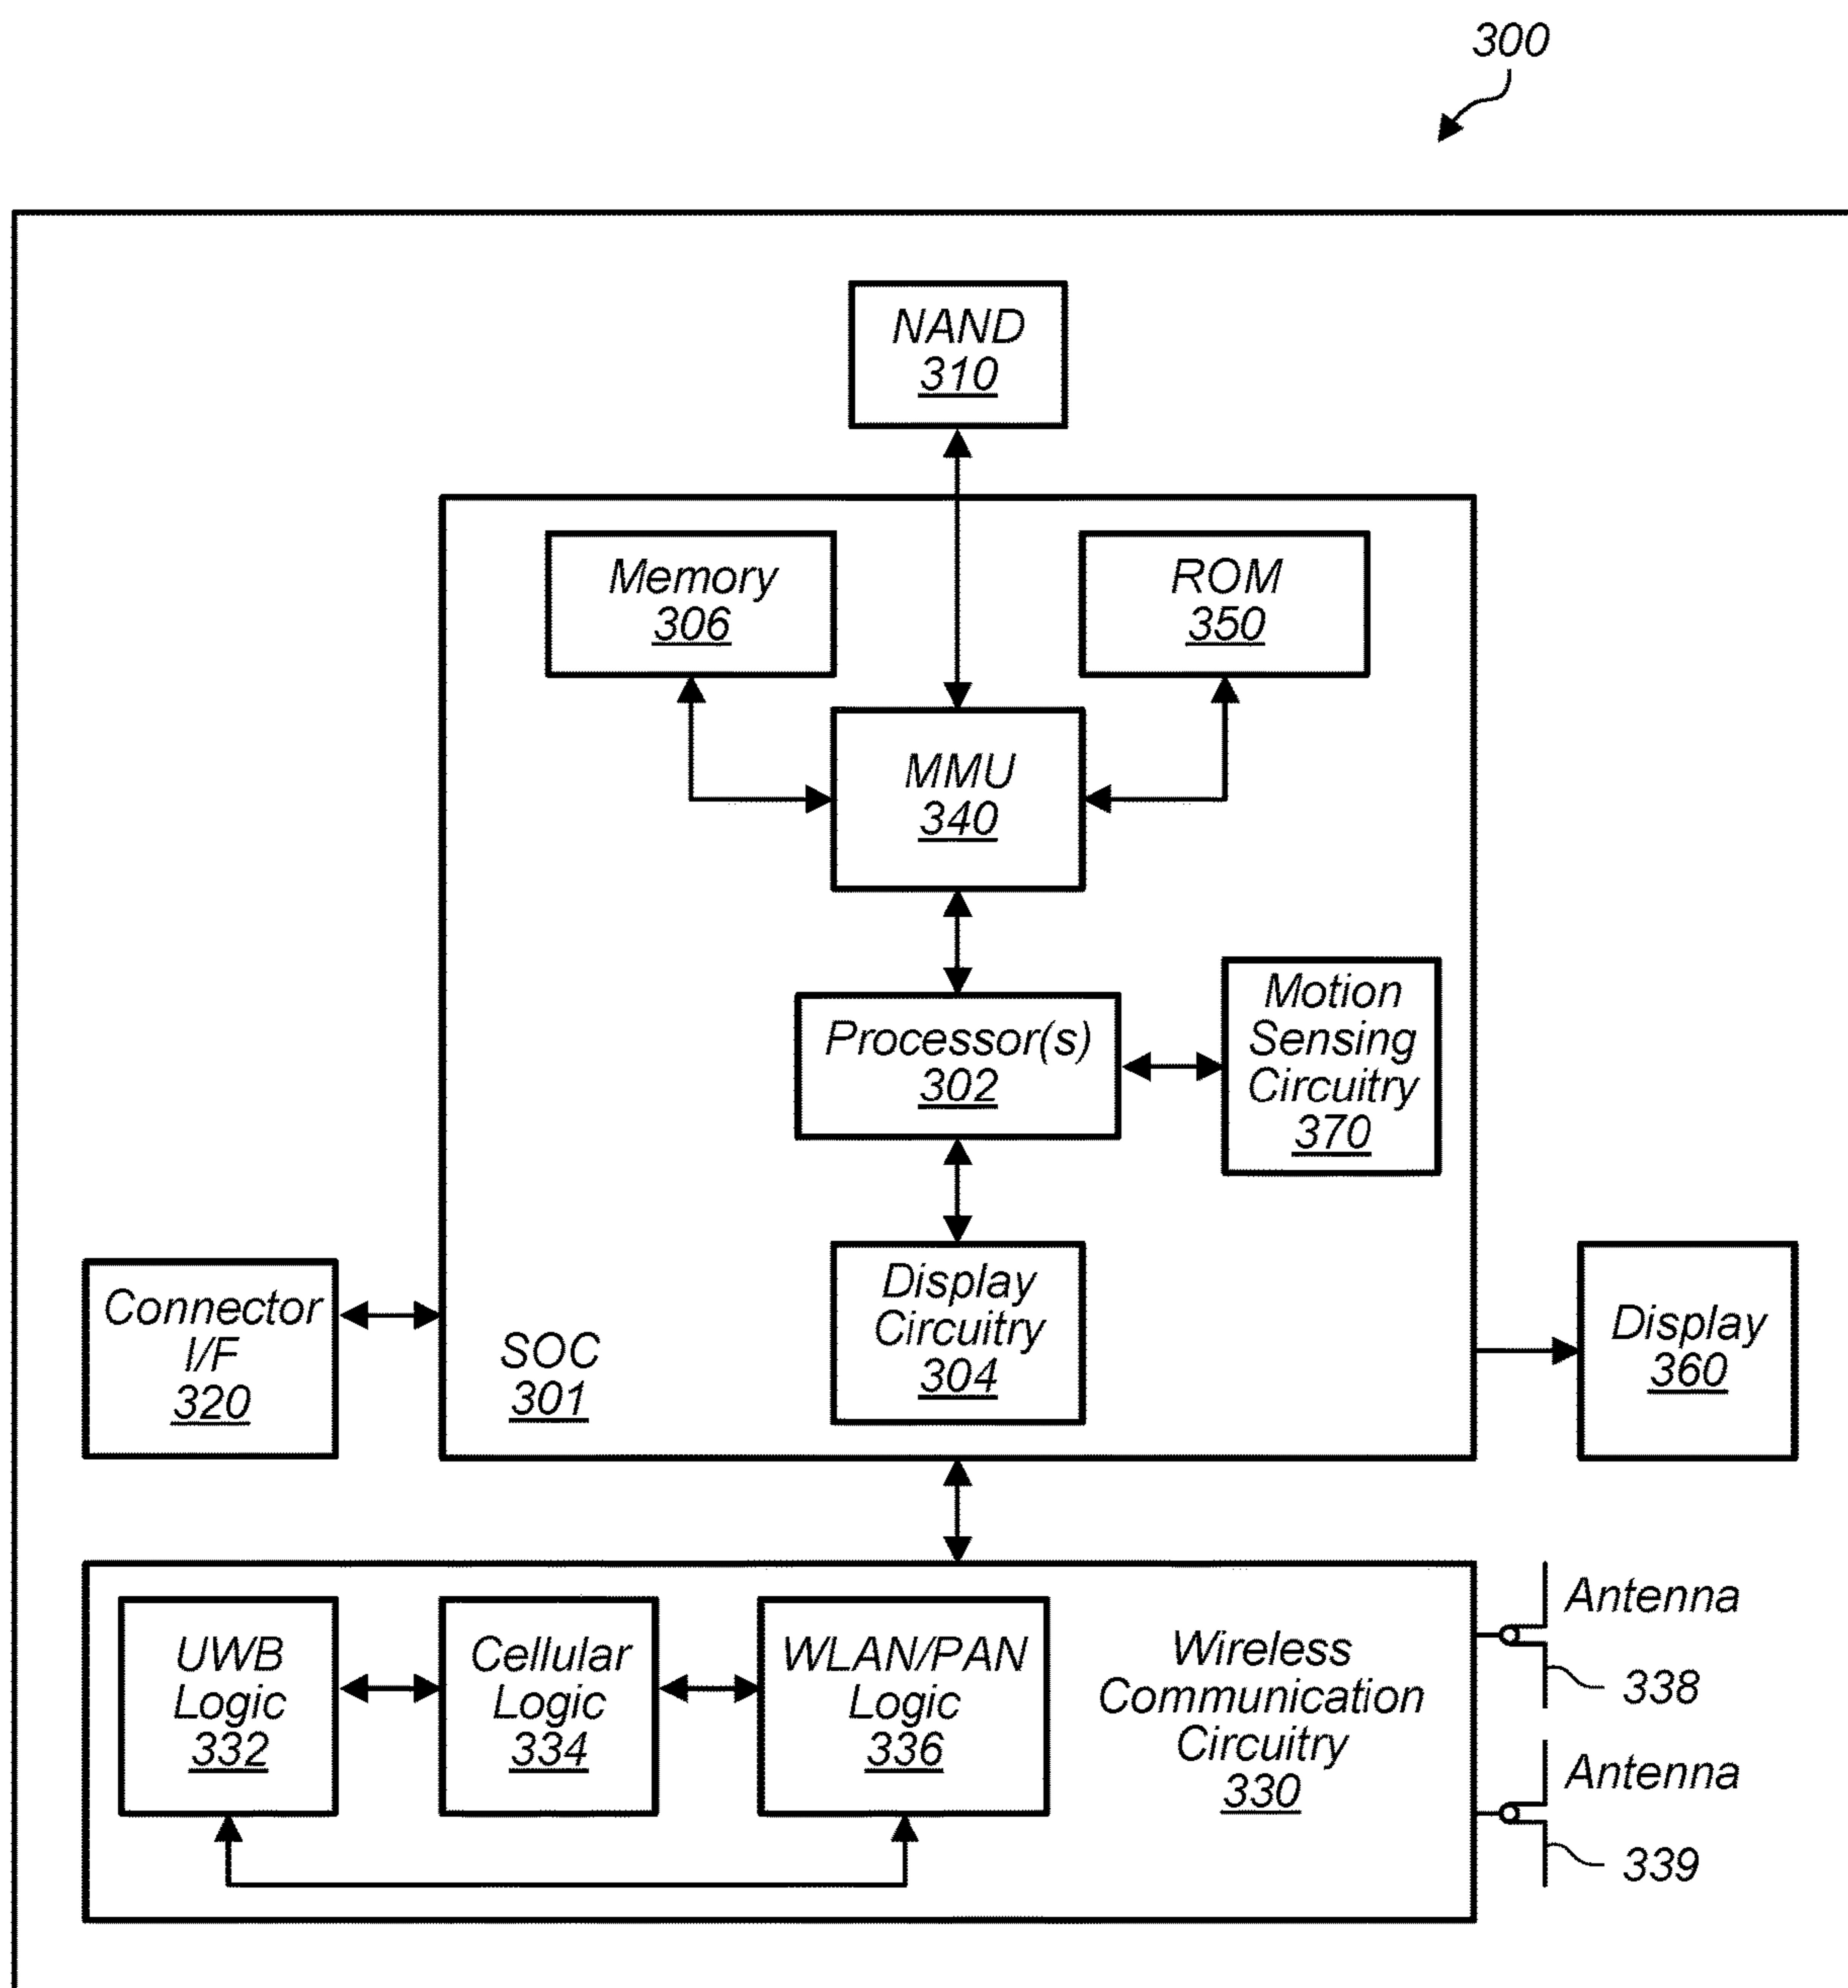 300
NAND
310
Memory
306
ROM
350
MMU
340
Processor(s)
302
Motion
Sensing
Circuitry
370
Display
Circuitry
304
Connector
I/F
320
SOC
301
Display
360
UWB
Logic
332
Cellular
Logic
334
WLAN/PAN
Logic
336
Wireless
Communication
Circuitry
330
Antenna
338
Antenna
339